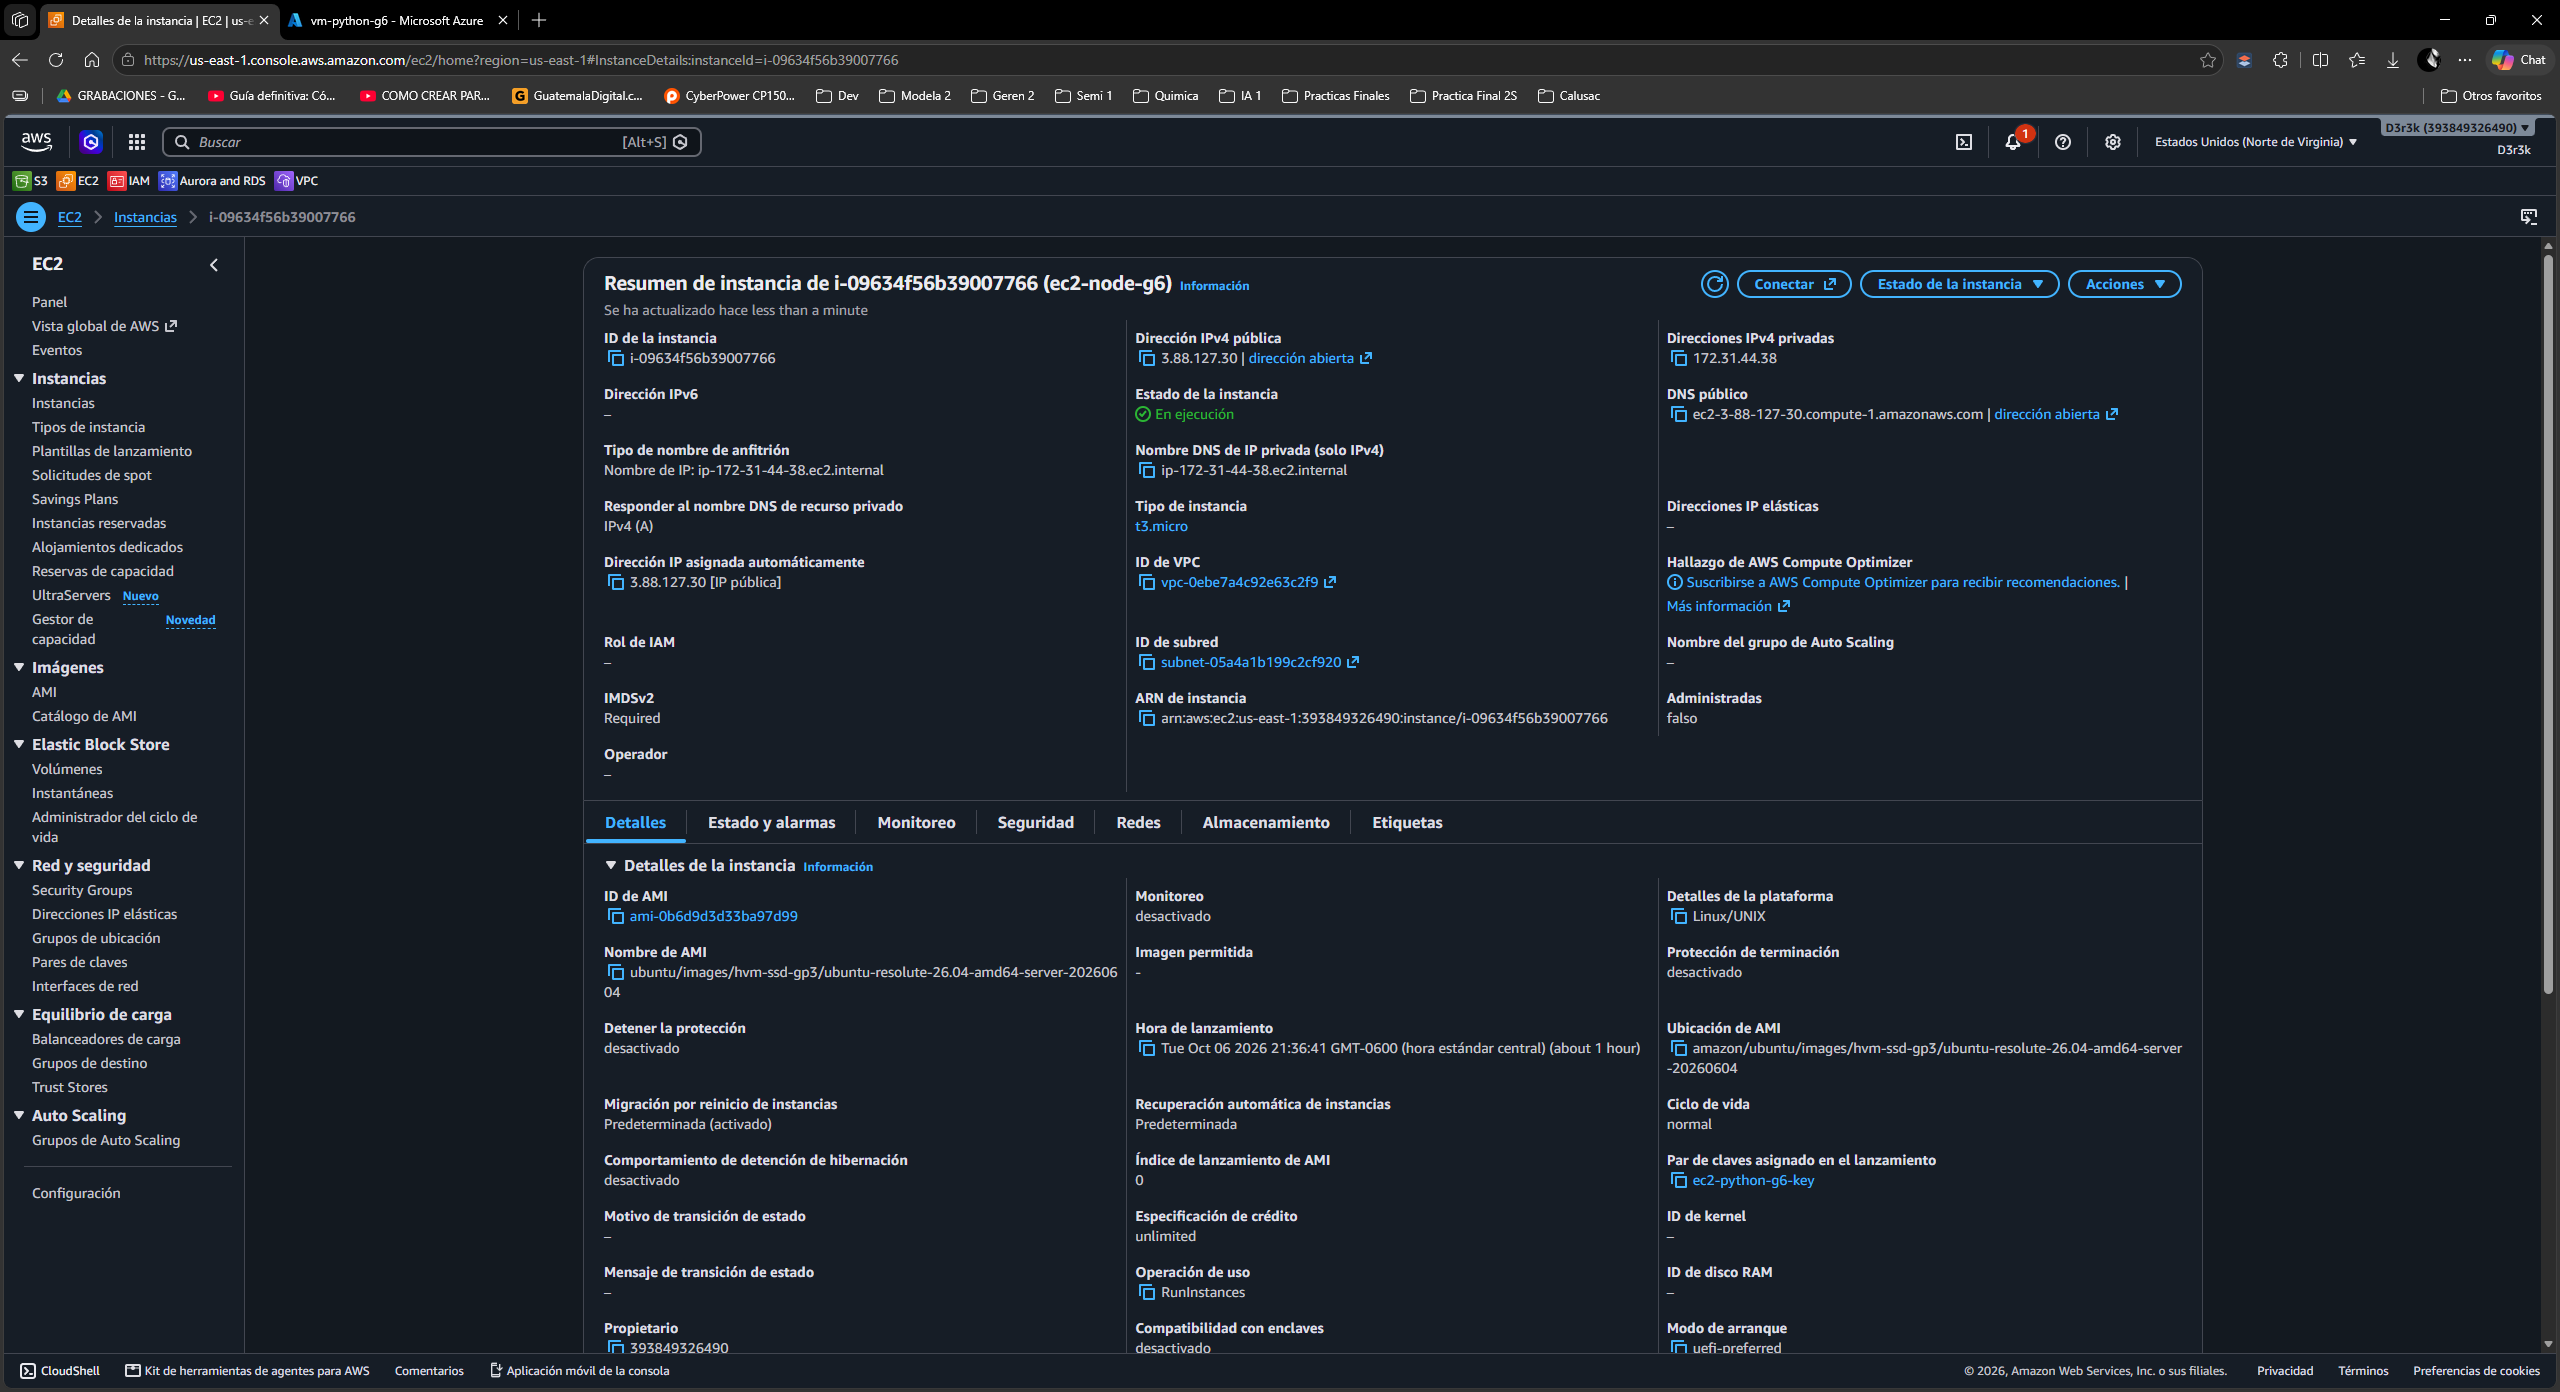 Detalles de la instancia | EC2 | us-e
vm-python-g6 - Microsoft Azure
https://us-east-1.console.aws.amazon.com/ec2/home?region=us-east-1#InstanceDetails:instanceId=i-09634f56b39007766
Chat
GRABACIONES - G...
Guía definitiva: Có...
COMO CREAR PAR...
GuatemalaDigital.c...
CyberPower CP150...
Dev
Modela 2
Geren 2
Semi 1
Quimica
IA 1
Practicas Finales
Practica Final 2S
Calusac
Otros favoritos
aws
Buscar
[Alt+S]
1
Estados Unidos (Norte de Virginia)
D3r3k (393849326490)
D3r3k
S3
EC2
IAM
Aurora and RDS
VPC
EC2
Instancias
i-09634f56b39007766
EC2
Panel
Vista global de AWS
Eventos
Instancias
Instancias
Tipos de instancia
Plantillas de lanzamiento
Solicitudes de spot
Savings Plans
Instancias reservadas
Alojamientos dedicados
Reservas de capacidad
UltraServers Nuevo
Gestor de capacidad Novedad
Imágenes
AMI
Catálogo de AMI
Elastic Block Store
Volúmenes
Instantáneas
Administrador del ciclo de
vida
Red y seguridad
Security Groups
Direcciones IP elásticas
Grupos de ubicación
Pares de claves
Interfaces de red
Equilibrio de carga
Balanceadores de carga
Grupos de destino
Trust Stores
Auto Scaling
Grupos de Auto Scaling
Configuración
Resumen de instancia de i-09634f56b39007766 (ec2-node-g6) Información
Se ha actualizado hace less than a minute
Conectar
Estado de la instancia
Acciones
ID de la instancia
i-09634f56b39007766
Dirección IPv4 pública
3.88.127.30 | dirección abierta
Direcciones IPv4 privadas
172.31.44.38
Dirección IPv6
–
Estado de la instancia
En ejecución
DNS público
ec2-3-88-127-30.compute-1.amazonaws.com | dirección abierta
Tipo de nombre de anfitrión
Nombre de IP: ip-172-31-44-38.ec2.internal
Nombre DNS de IP privada (solo IPv4)
ip-172-31-44-38.ec2.internal
Responder al nombre DNS de recurso privado
IPv4 (A)
Tipo de instancia
t3.micro
Direcciones IP elásticas
–
Dirección IP asignada automáticamente
3.88.127.30 [IP pública]
ID de VPC
vpc-0ebe7a4c92e63c2f9
Hallazgo de AWS Compute Optimizer
Suscribirse a AWS Compute Optimizer para recibir recomendaciones. |
Más información
Rol de IAM
–
ID de subred
subnet-05a4a1b199c2cf920
Nombre del grupo de Auto Scaling
–
IMDSv2
Required
ARN de instancia
arn:aws:ec2:us-east-1:393849326490:instance/i-09634f56b39007766
Administradas
falso
Operador
–
Detalles
Estado y alarmas
Monitoreo
Seguridad
Redes
Almacenamiento
Etiquetas
Detalles de la instancia Información
ID de AMI
ami-0b6d9d3d33ba97d99
Monitoreo
desactivado
Detalles de la plataforma
Linux/UNIX
Nombre de AMI
ubuntu/images/hvm-ssd-gp3/ubuntu-resolute-26.04-amd64-server-202606
04
Imagen permitida
-
Protección de terminación
desactivado
Detener la protección
desactivado
Hora de lanzamiento
Tue Oct 06 2026 21:36:41 GMT-0600 (hora estándar central) (about 1 hour)
Ubicación de AMI
amazon/ubuntu/images/hvm-ssd-gp3/ubuntu-resolute-26.04-amd64-server
-20260604
Migración por reinicio de instancias
Predeterminada (activado)
Recuperación automática de instancias
Predeterminada
Ciclo de vida
normal
Comportamiento de detención de hibernación
desactivado
Índice de lanzamiento de AMI
0
Par de claves asignado en el lanzamiento
ec2-python-g6-key
Motivo de transición de estado
–
Especificación de crédito
unlimited
ID de kernel
–
Mensaje de transición de estado
–
Operación de uso
RunInstances
ID de disco RAM
–
Propietario
393849326490
Compatibilidad con enclaves
desactivado
Modo de arranque
uefi-preferred
CloudShell
Kit de herramientas de agentes para AWS
Comentarios
Aplicación móvil de la consola
© 2026, Amazon Web Services, Inc. o sus filiales.
Privacidad
Términos
Preferencias de cookies